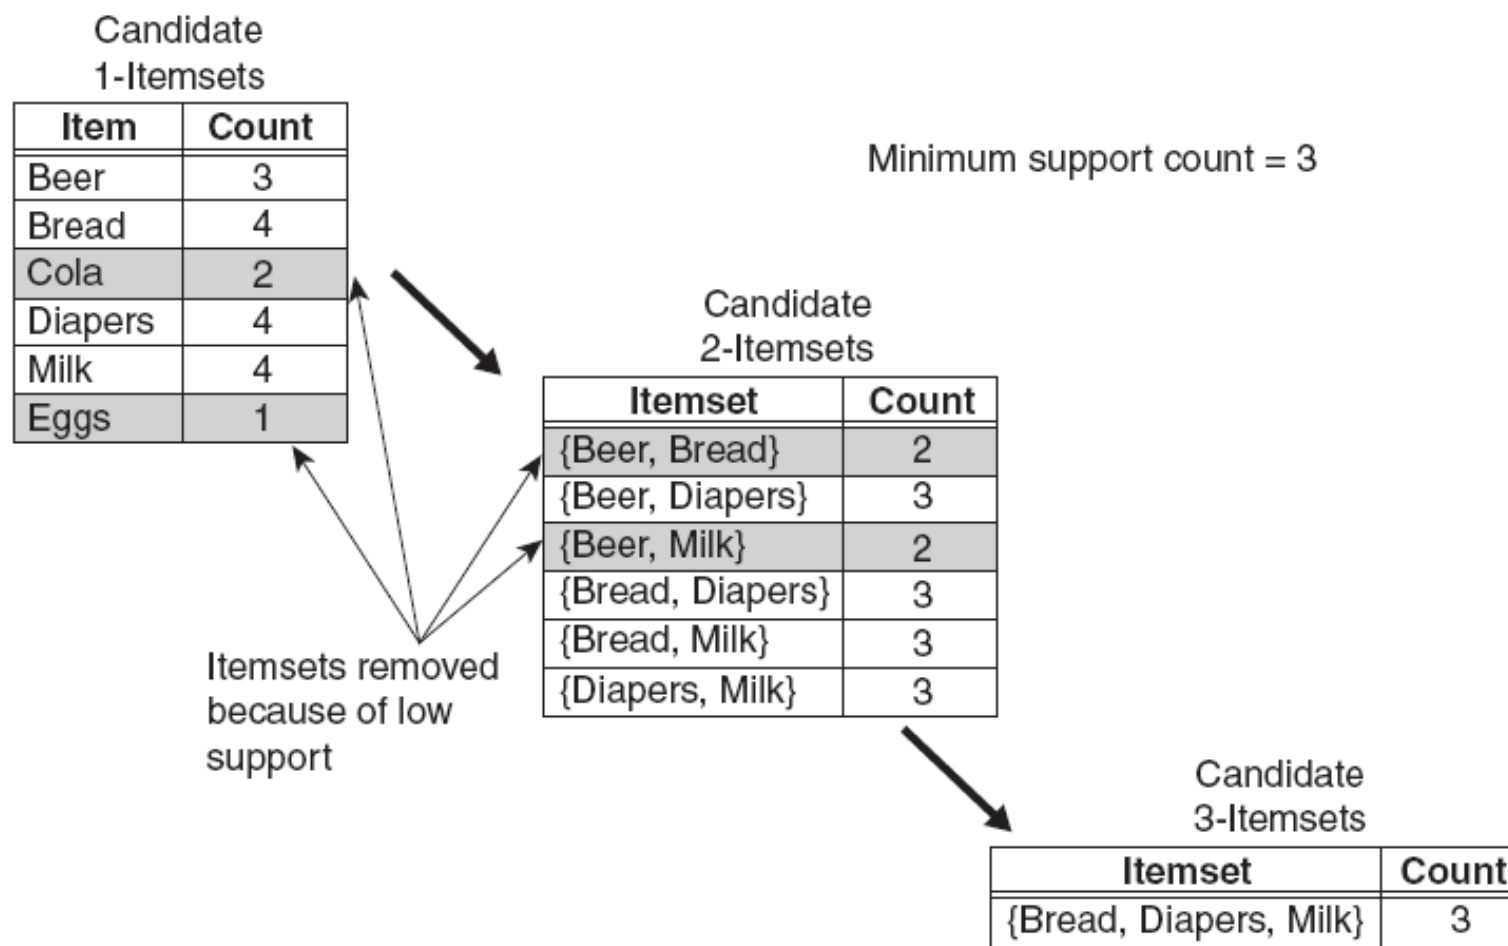 Candidate
1-Itemsets
Item Count
Beer 3
Bread 4
Cola 2
Diapers 4
Milk 4
Eggs 1
Minimum support count = 3
Candidate
2-Itemsets
Itemset Count
{Beer, Bread} 2
{Beer, Diapers} 3
{Beer, Milk} 2
{Bread, Diapers} 3
{Bread, Milk} 3
{Diapers, Milk} 3
Itemsets removed
because of low
support
Candidate
3-Itemsets
Itemset Count
{Bread, Diapers, Milk} 3